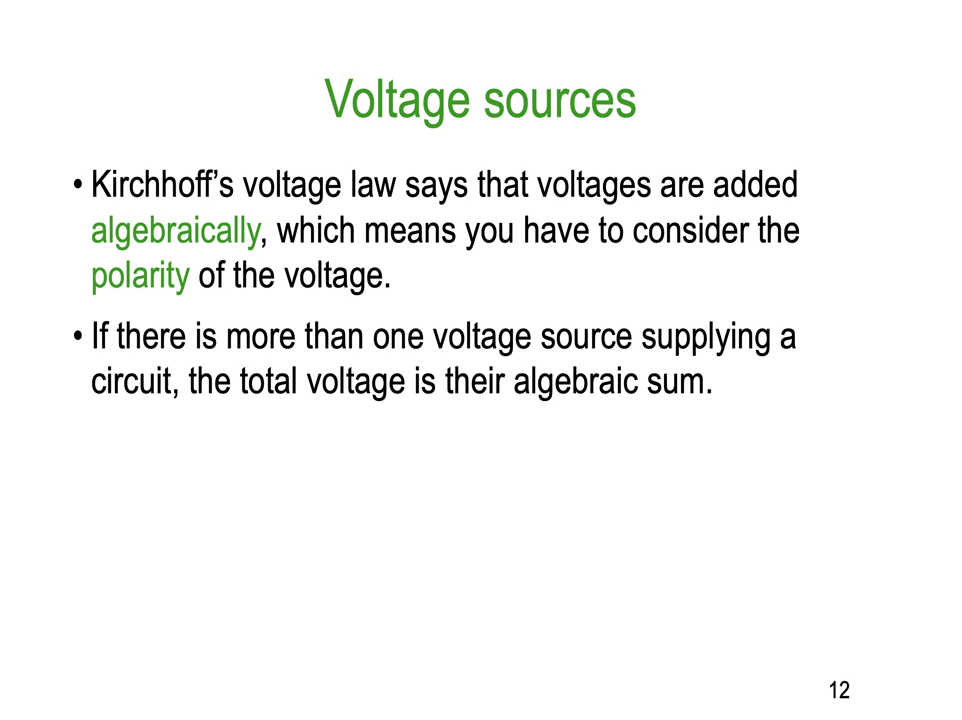 Voltage sources
• Kirchhoff’s voltage law says that voltages are added
algebraically, which means you have to consider the
polarity of the voltage.
• If there is more than one voltage source supplying a
circuit, the total voltage is their algebraic sum.
12